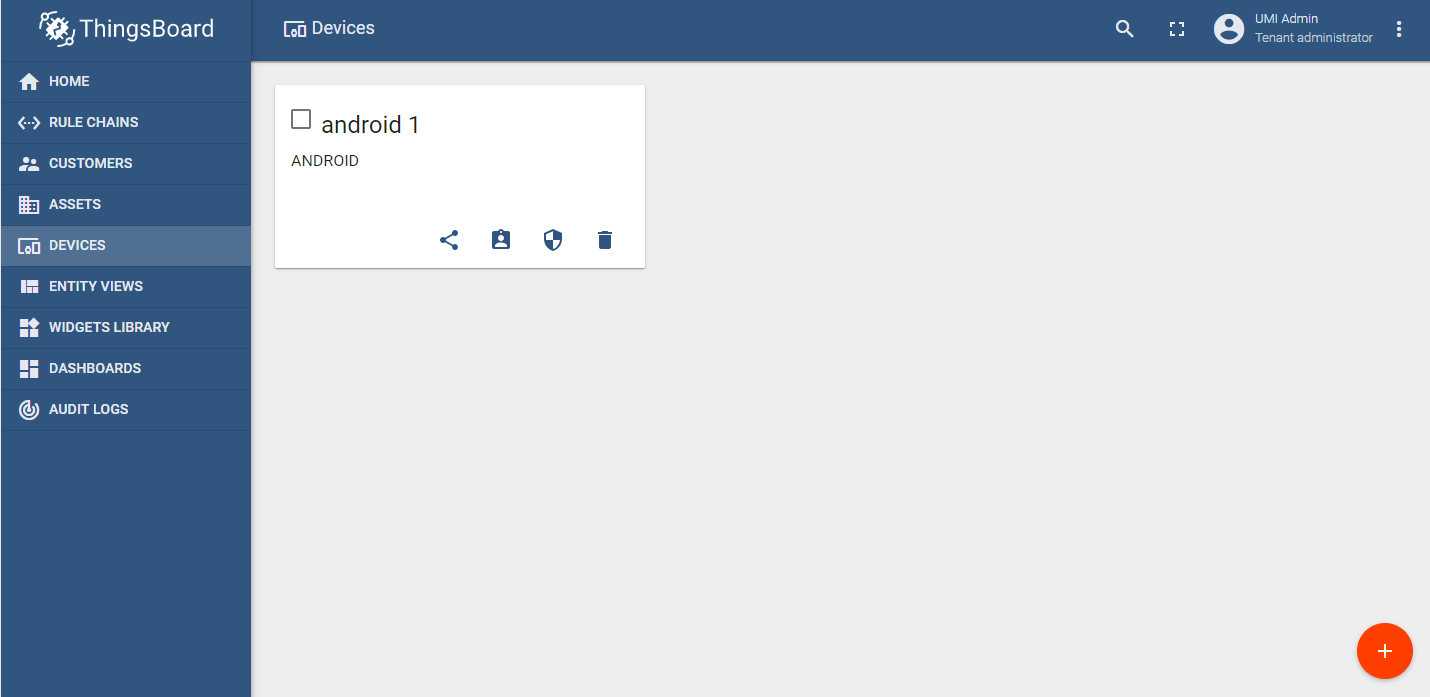 ThingsBoard
Devices
UMI Admin
Tenant administrator
HOME
RULE CHAINS
CUSTOMERS
ASSETS
DEVICES
ENTITY VIEWS
WIDGETS LIBRARY
DASHBOARDS
AUDIT LOGS
android 1
ANDROID